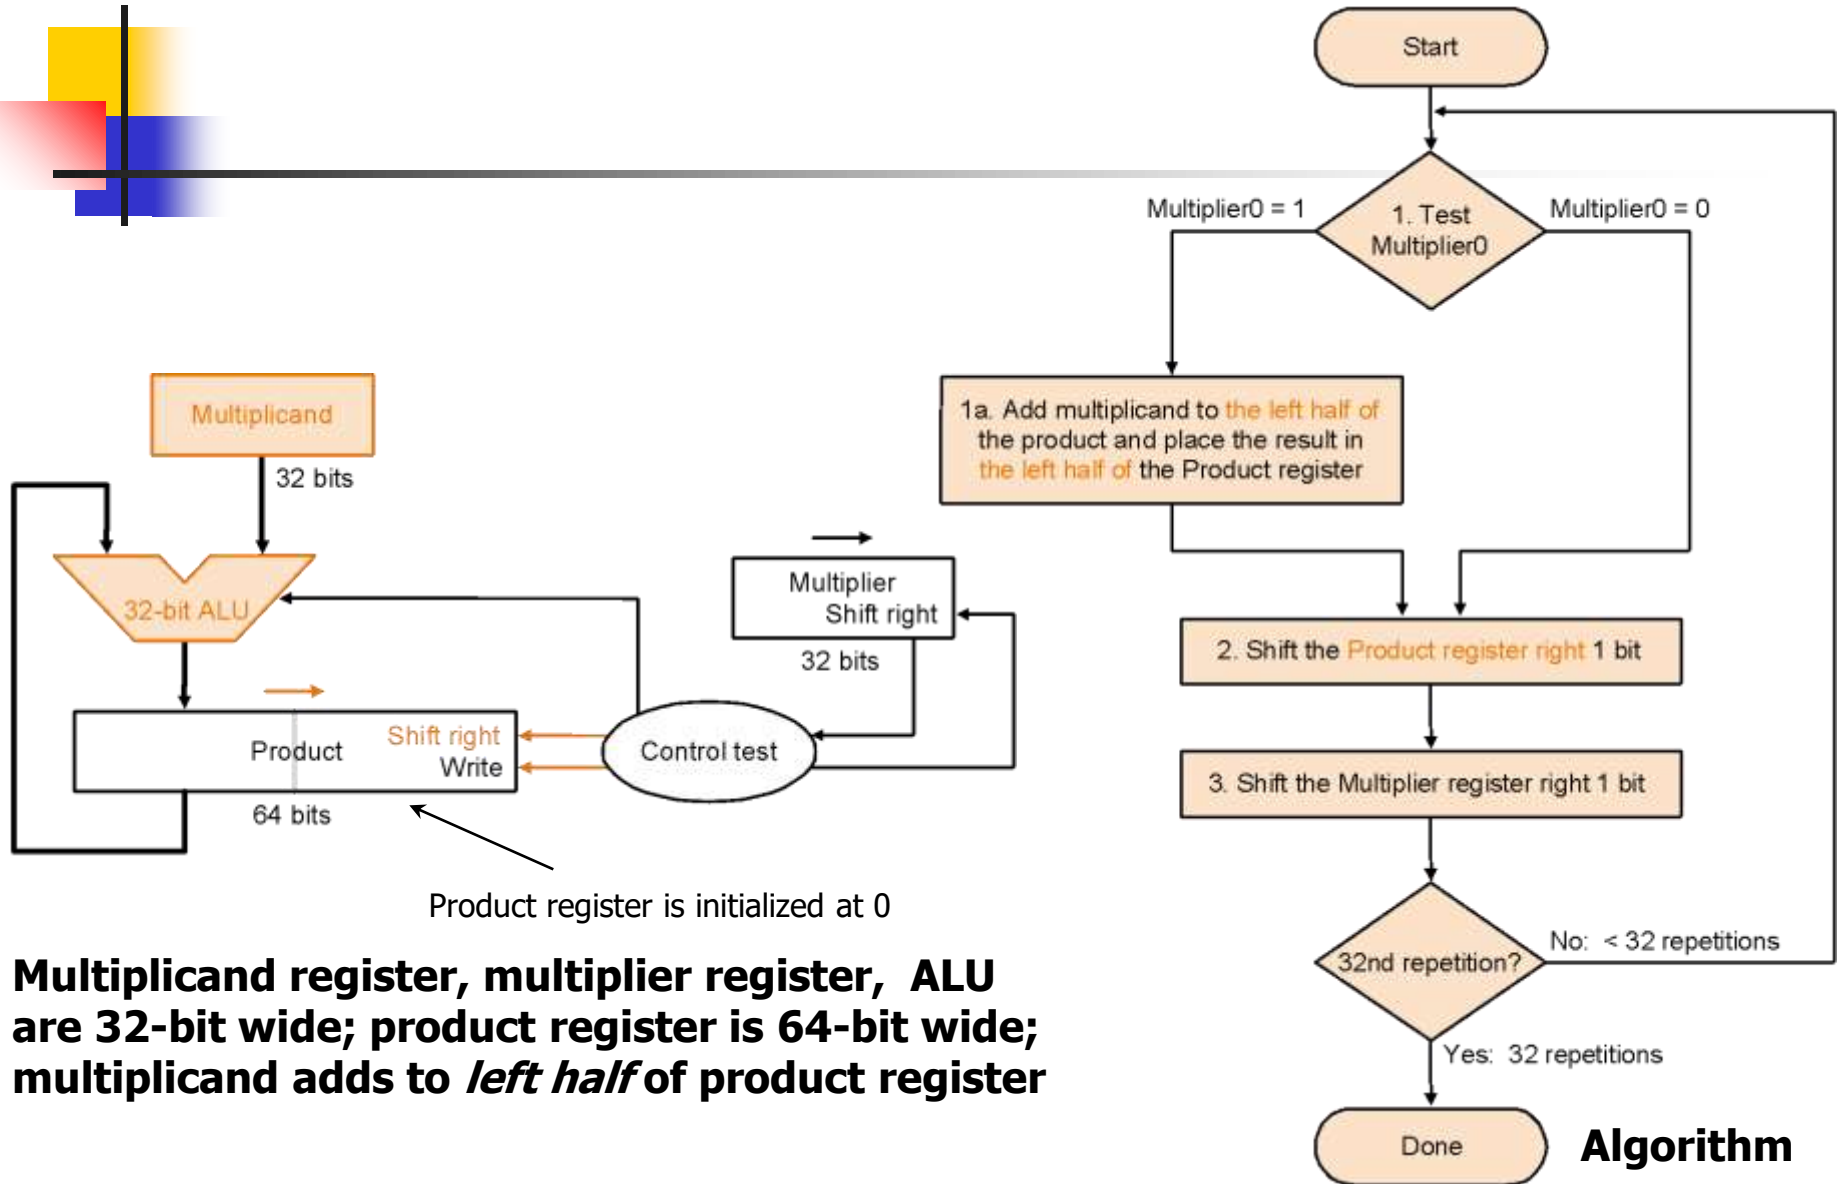 Start
Multiplier0 = 1
1. Test
Multiplier0
Multiplier0 = 0
1a. Add multiplicand to the left half of
the product and place the result in
the left half of the Product register
2. Shift the Product register right 1 bit
3. Shift the Multiplier register right 1 bit
32nd repetition?
No:  < 32 repetitions
Yes:  32 repetitions
Done
Algorithm
Multiplicand
32 bits
32-bit ALU
Multiplier
Shift right
32 bits
Product
Shift right
Write
64 bits
Control test
Product register is initialized at 0
Multiplicand register, multiplier register,  ALU
are 32-bit wide; product register is 64-bit wide;
multiplicand adds to left half of product register